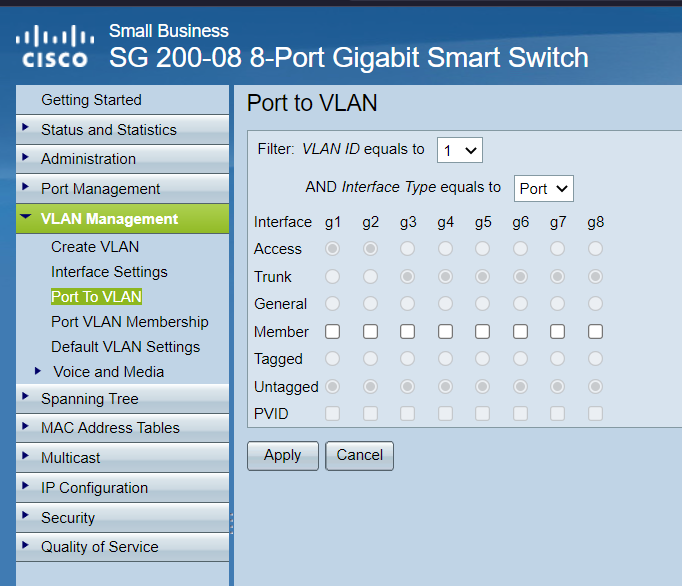 Small Business
CISCO SG 200-08 8-Port Gigabit Smart Switch
Getting Started
Status and Statistics
Administration
Port Management
VLAN Management
Create VLAN
Interface Settings
Port To VLAN
Port VLAN Membership
Default VLAN Settings
Voice and Media
Spanning Tree
MAC Address Tables
Multicast
IP Configuration
Security
Quality of Service
Port to VLAN
Filter: VLAN ID equals to 1
AND Interface Type equals to Port
Interface g1 g2 g3 g4 g5 g6 g7 g8
Access
Trunk
General
Member
Tagged
Untagged
PVID
Apply Cancel